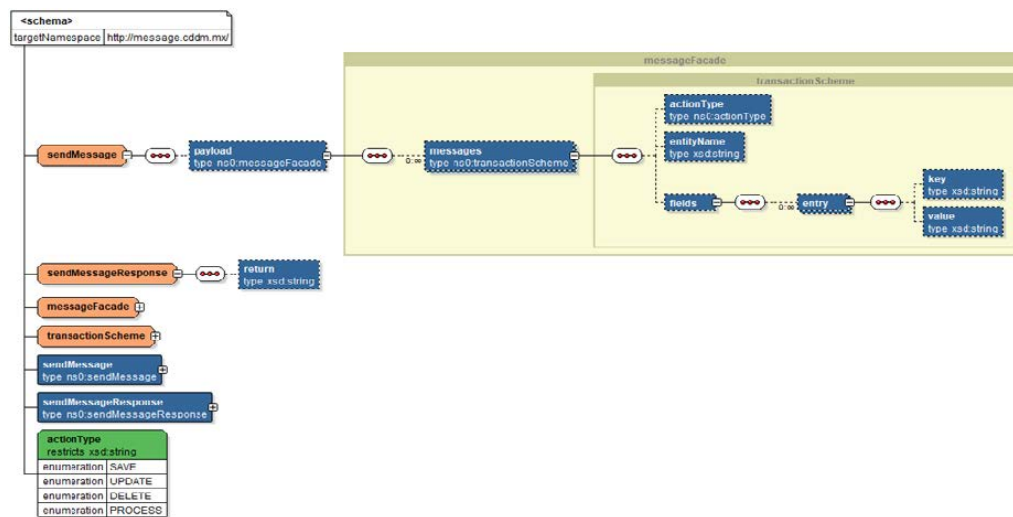 <schema>
targetNamespace http://message.cddm.mx/
messageFacade
transactionScheme
actionType
type ns0:actionType
entityName
type xsd:string
sendMessage
payload
type ns0:messageFacade
0:∞
messages
type ns0:transactionScheme
fields
0:∞
entry
key
type xsd:string
value
type xsd:string
sendMessageResponse
return
type xsd:string
messageFacade
transactionScheme
sendMessage
type ns0:sendMessage
sendMessageResponse
type ns0:sendMessageResponse
actionType
restricts xsd:string
enumeration SAVE
enumeration UPDATE
enumeration DELETE
enumeration PROCESS